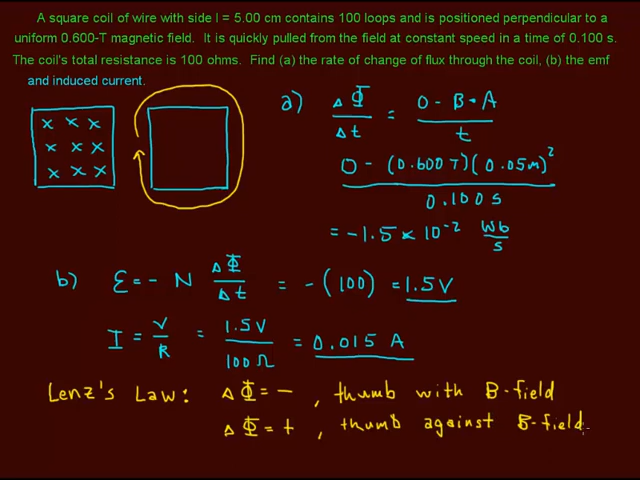 A square coil of wire with side l = 5.00 cm contains 100 loops and is positioned perpendicular to a
uniform 0.600-T magnetic field.  It is quickly pulled from the field at constant speed in a time of 0.100 s.
The coil's total resistance is 100 ohms.  Find (a) the rate of change of flux through the coil, (b) the emf
and induced current.
x x x
x x x
x x x
a) ΔΦ/Δt = 0 - B • A / t
0 - (0.600 T)(0.05m)² / 0.100 s
= -1.5 x 10⁻² Wb/s
b) ℰ = - N ΔΦ/Δt = -(100) = 1.5V
I = V/R = 1.5V/100Ω = 0.015 A
Lenz's Law: ΔΦ = - , thumb with B-field
ΔΦ = + , thumb against B-field